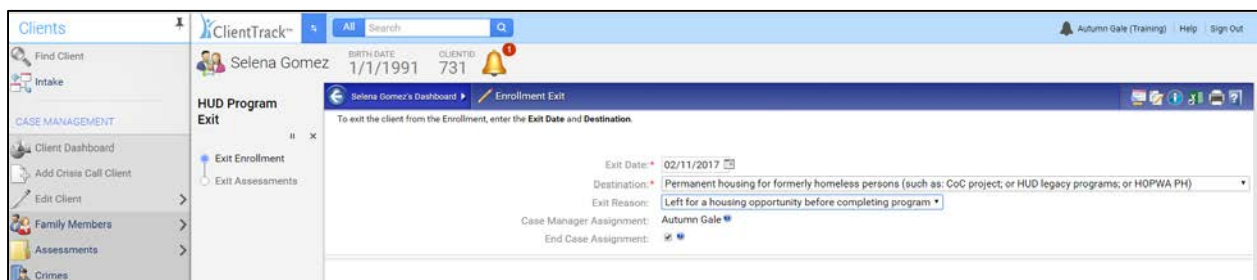 Clients
Find Client
Intake
CASE MANAGEMENT
Client Dashboard
Add Crisis Call Client
Edit Client
Family Members
Assessments
Crimes
ClientTrack™
All Search
Autumn Gale (Training) Help Sign Out
Selena Gomez
BIRTH DATE
1/1/1991
CLIENTID
731
1
HUD Program
Exit
Exit Enrollment
Exit Assessments
Selena Gomez's Dashboard Enrollment Exit
To exit the client from the Enrollment, enter the Exit Date and Destination.
Exit Date:* 02/11/2017
Destination:* Permanent housing for formerly homeless persons (such as: CoC project; or HUD legacy programs; or HOPWA PH)
Exit Reason: Left for a housing opportunity before completing program
Case Manager Assignment: Autumn Gale
End Case Assignment: